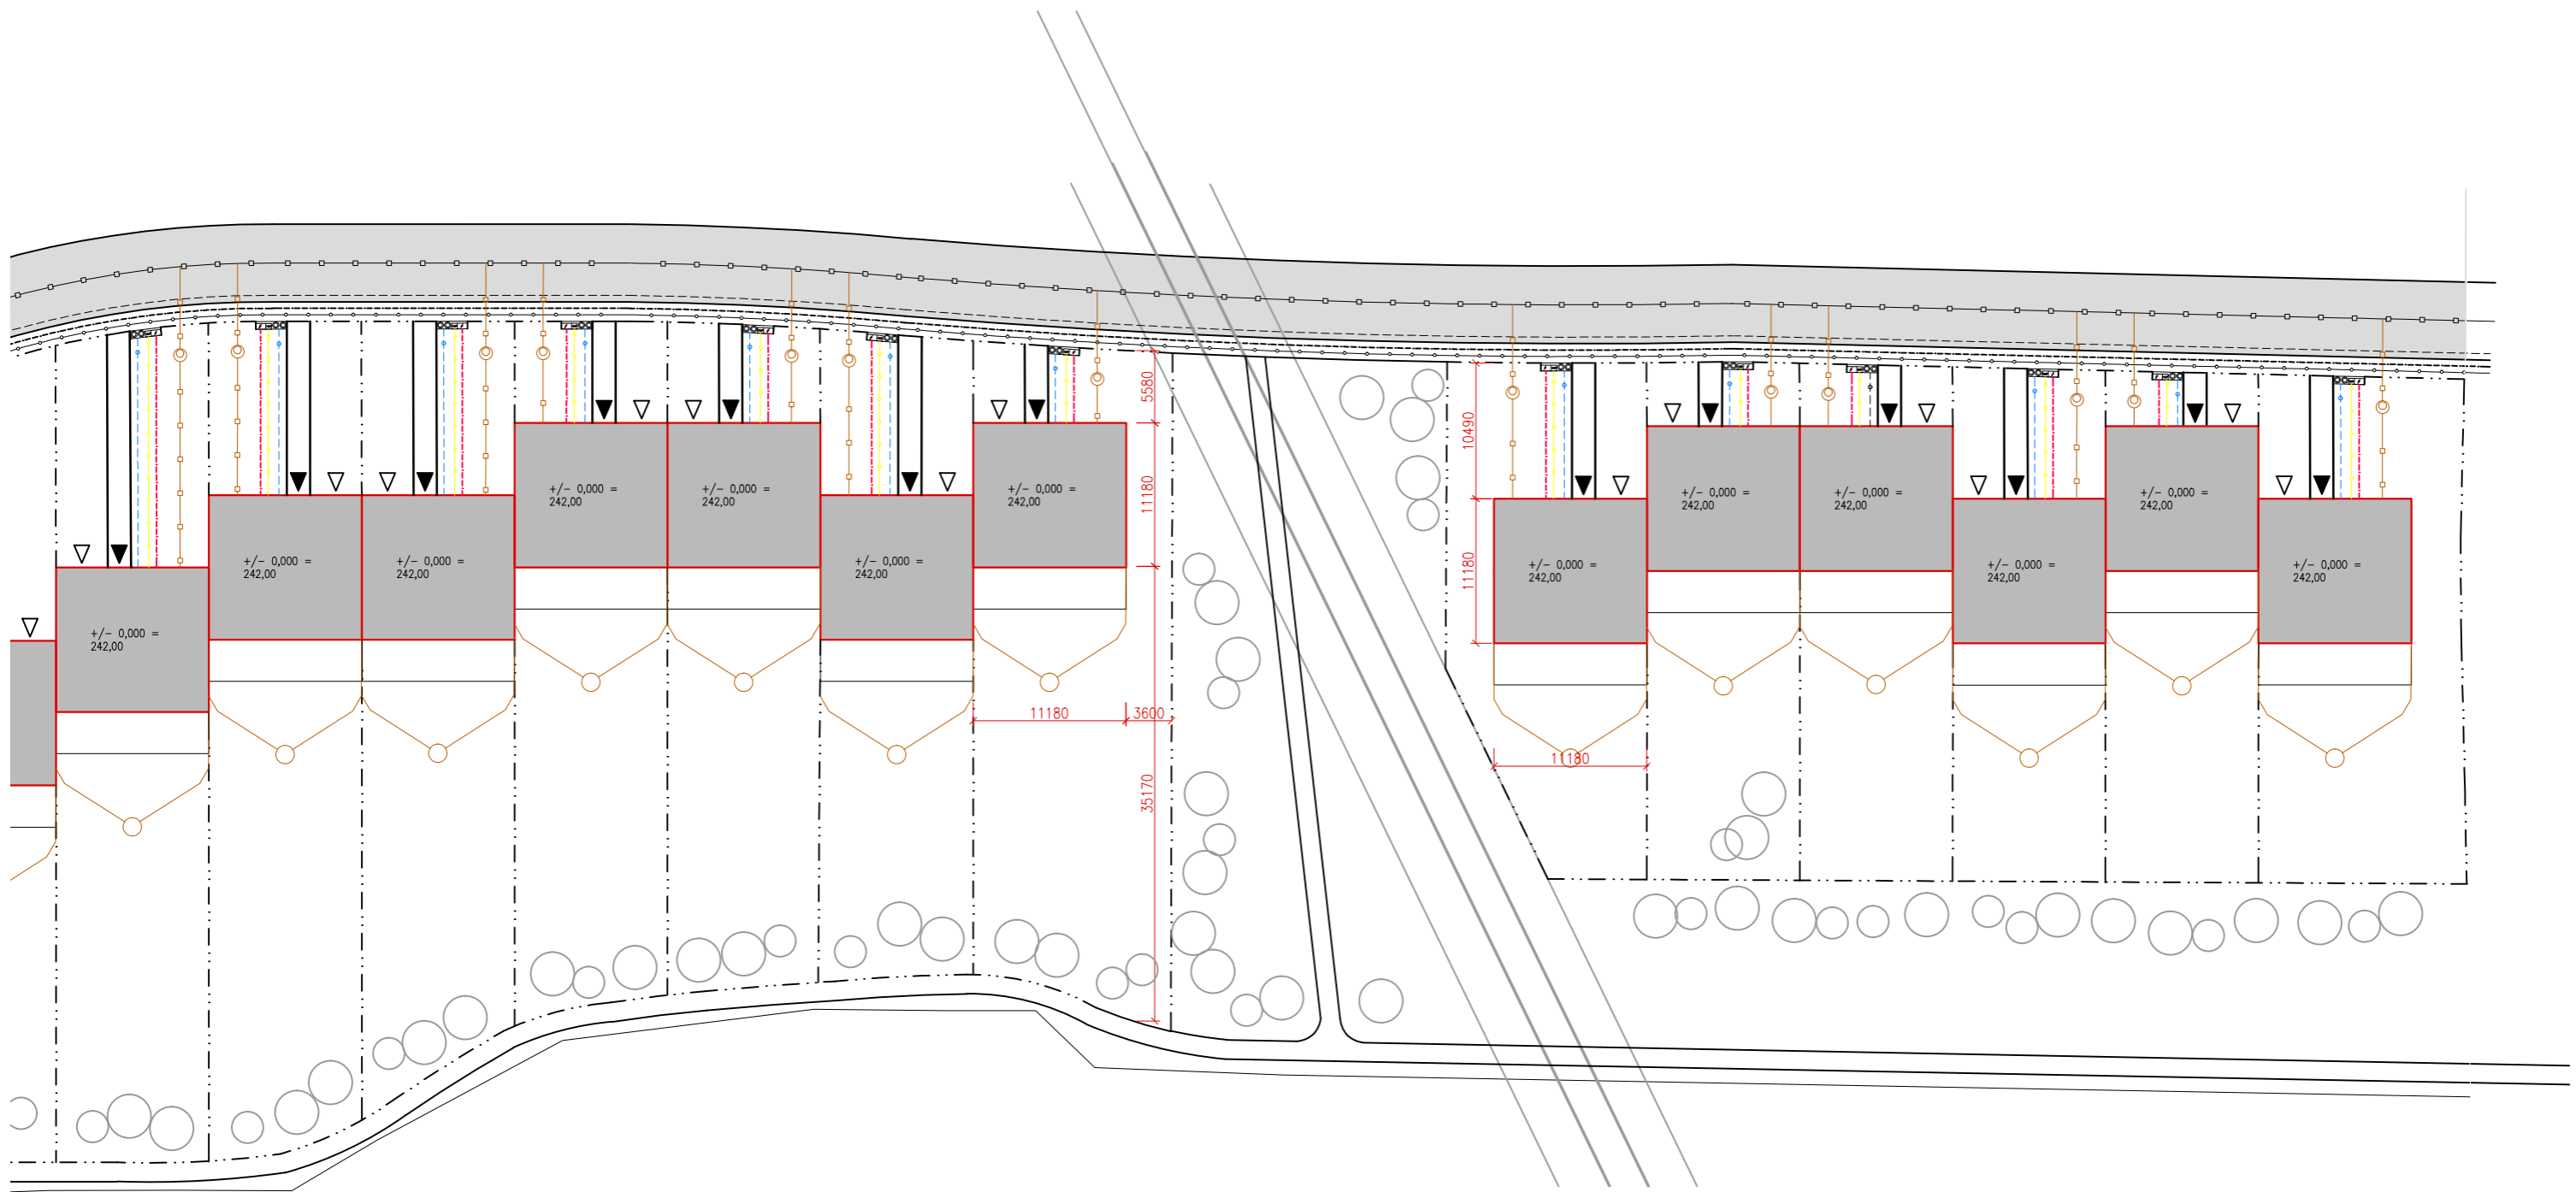 5580
10490
11180
+/- 0,000 =
242,00
+/- 0,000 =
242,00
+/- 0,000 =
242,00
+/- 0,000 =
242,00
+/- 0,000 =
242,00
+/- 0,000 =
242,00
+/- 0,000 =
242,00
+/- 0,000 =
242,00
+/- 0,000 =
242,00
+/- 0,000 =
242,00
11180
+/- 0,000 =
242,00
+/- 0,000 =
242,00
+/- 0,000 =
242,00
11180
3600
11180
35170